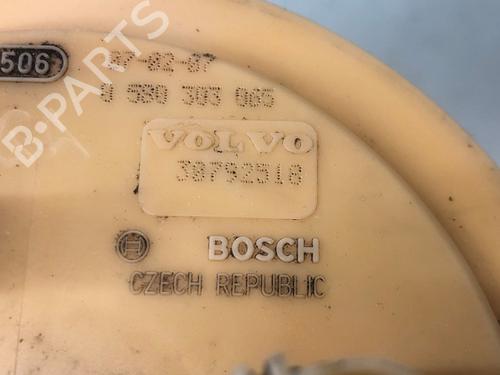 506
B-PARTS
07-02-07
0 580 303 065
VOLVO
30792518
BOSCH
CZECH REPUBLIC